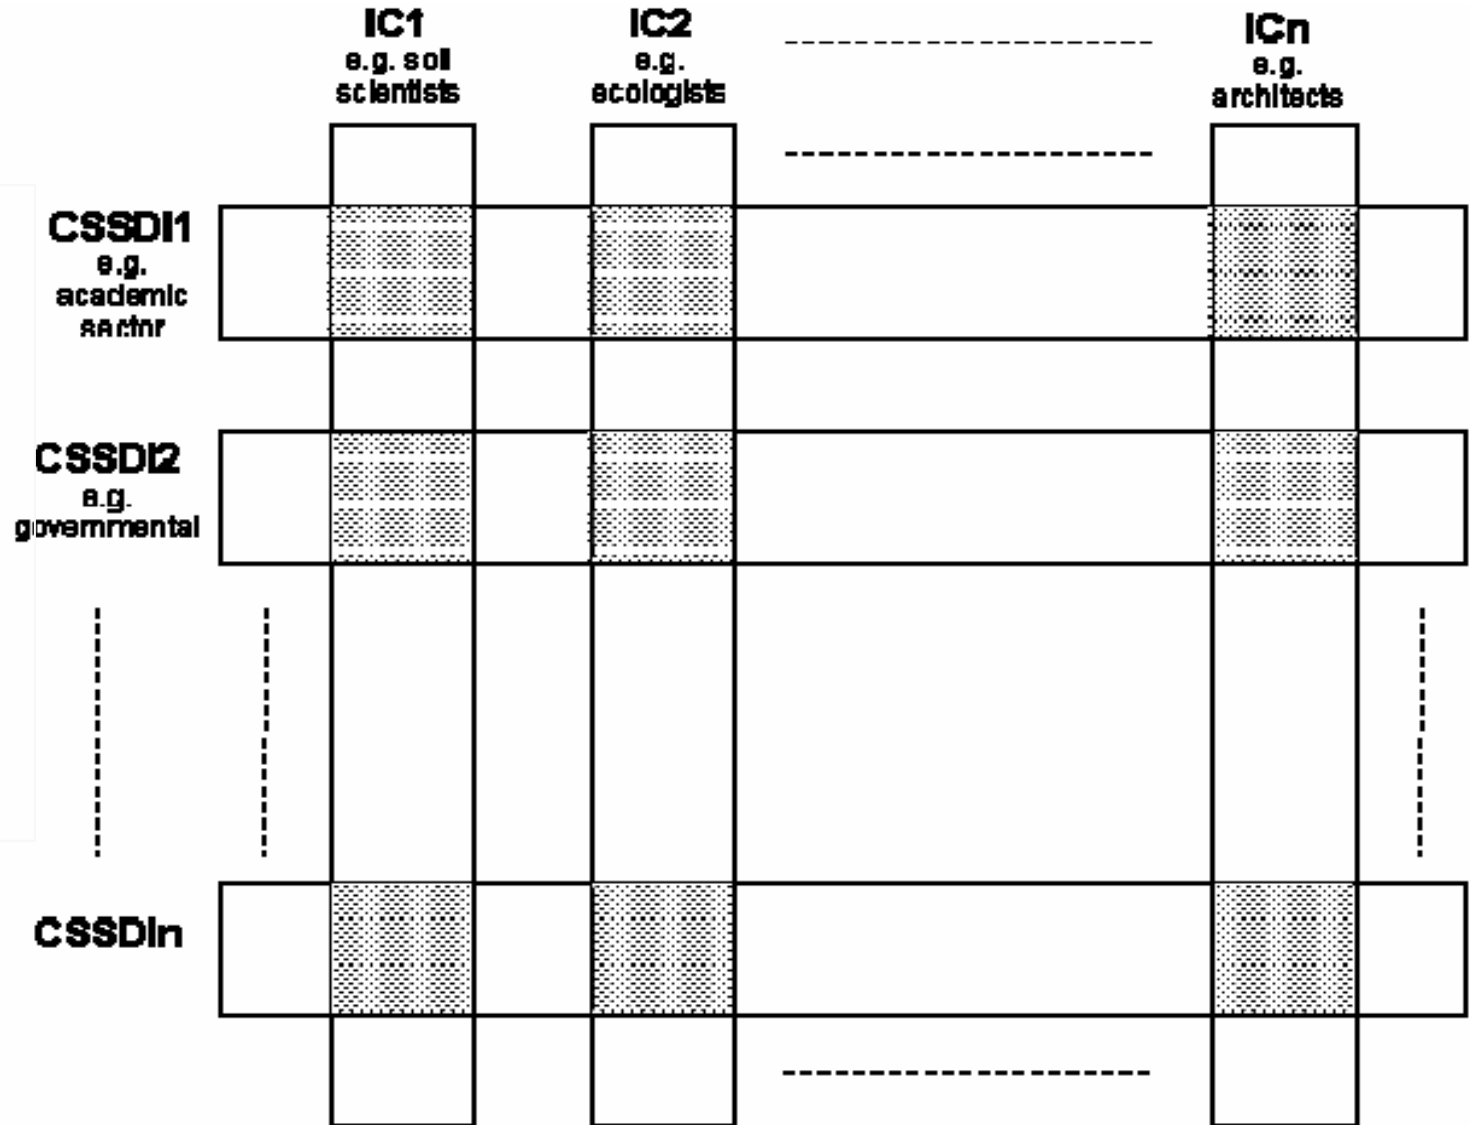 IC1
e.g. soil
scientists
IC2
e.g.
ecologists
ICn
e.g.
architects
CSSDI1
e.g.
academic
sector
CSSDI2
e.g.
governmental
CSSDIn